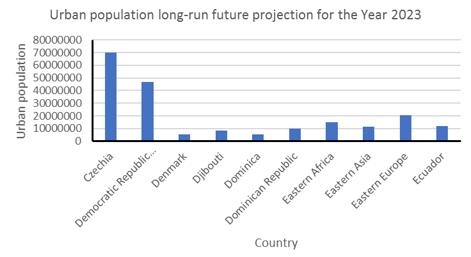 Urban population long-run future projection for the Year 2023
Urban population
80000000
70000000
60000000
50000000
40000000
30000000
20000000
10000000
0
Czechia
Democratic Republic...
Denmark
Djibouti
Dominica
Dominican Republic
Eastern Africa
Eastern Asia
Eastern Europe
Ecuador
Country